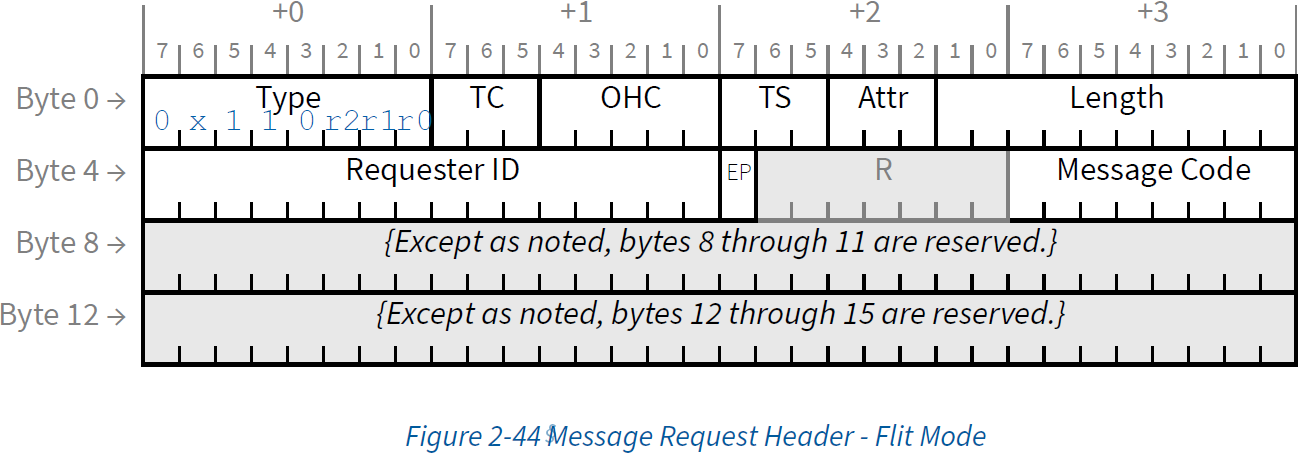 +0 +1 +2 +3
7 6 5 4 3 2 1 0 7 6 5 4 3 2 1 0 7 6 5 4 3 2 1 0 7 6 5 4 3 2 1 0
Byte 0 → Type TC OHC TS Attr Length
0 x 1 1 0 r2 r1 r0
Byte 4 → Requester ID EP R Message Code
Byte 8 → {Except as noted, bytes 8 through 11 are reserved.}
Byte 12 → {Except as noted, bytes 12 through 15 are reserved.}
Figure 2-44 Message Request Header - Flit Mode